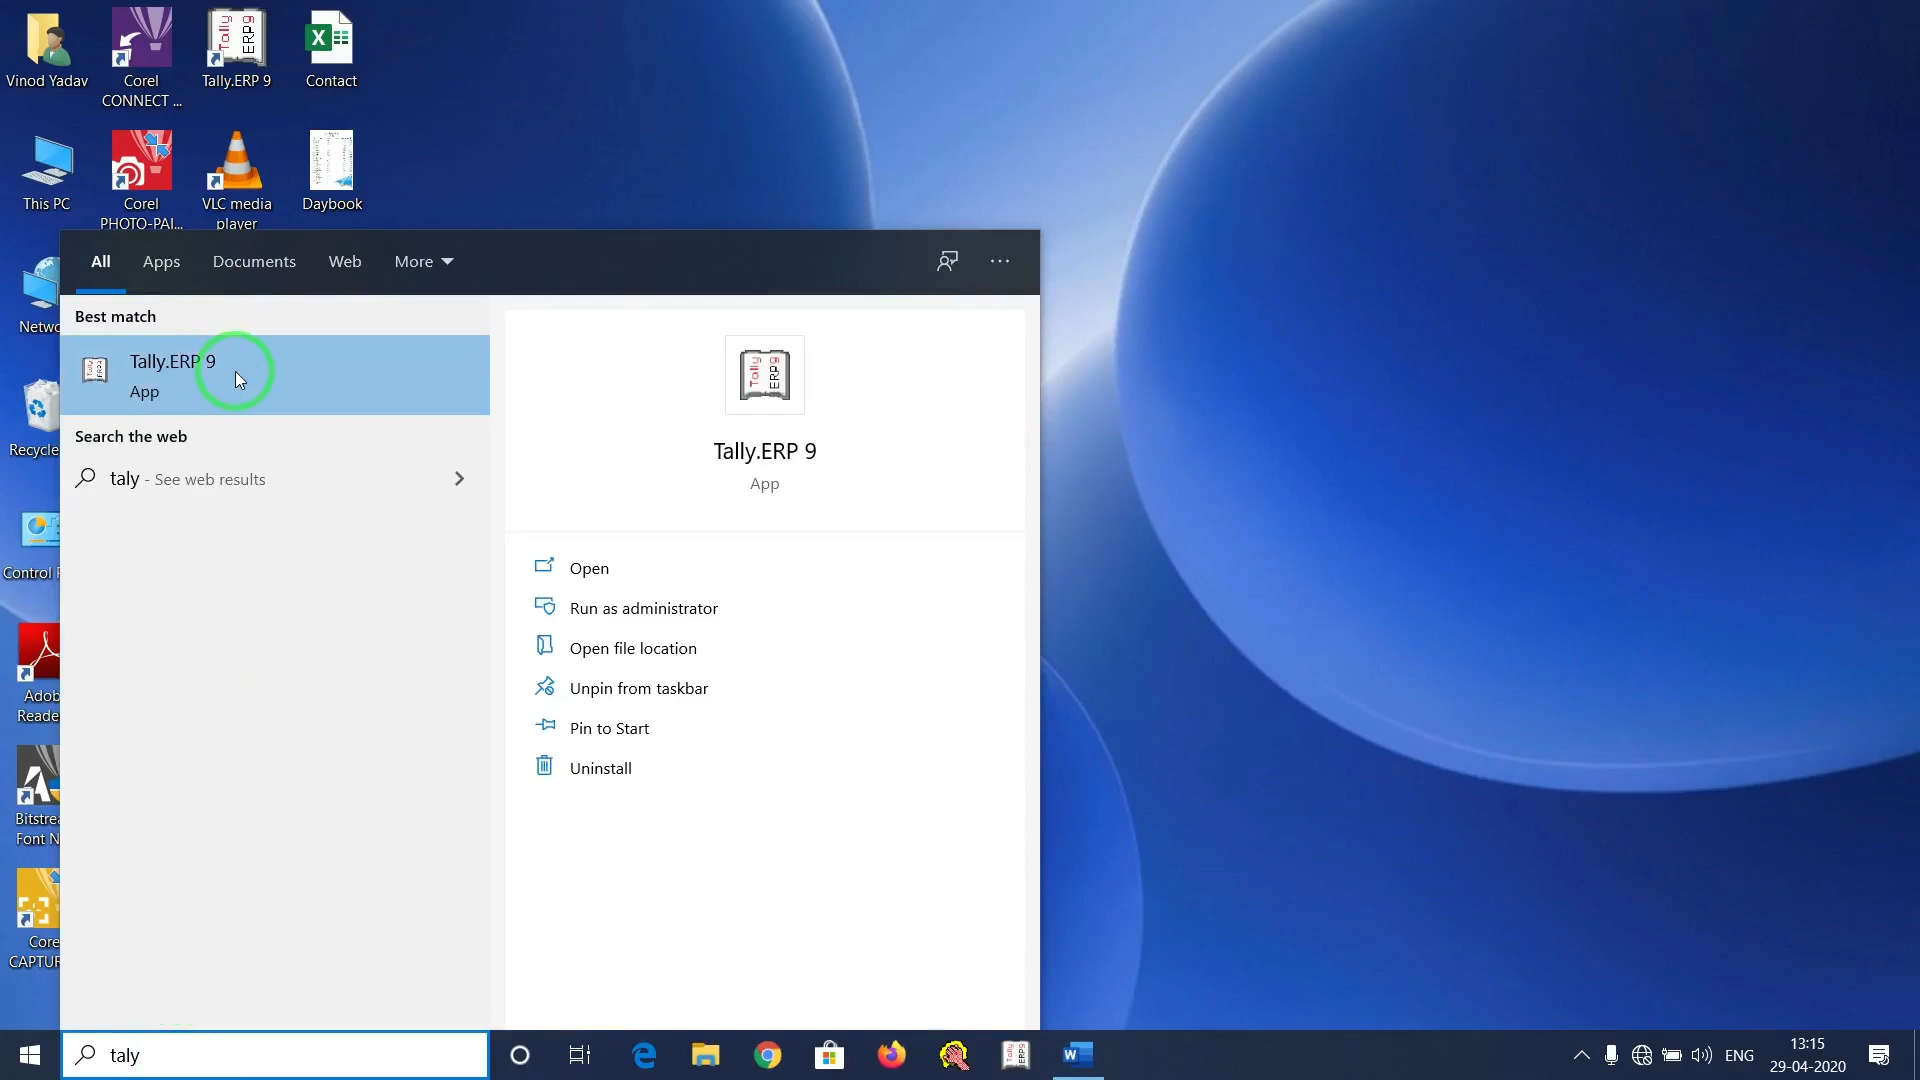 Vinod Yadav
Corel
CONNECT ...
Tally.ERP 9
Contact
This PC
Corel
PHOTO-PAI...
VLC media
player
Daybook
Netwo
Recycle
Control P
Adob
Reade
Bitstrea
Font N
Core
CAPTUR
All
Apps
Documents
Web
More
Best match
Tally.ERP 9
App
Search the web
taly - See web results
Tally
ERP9
Tally.ERP 9
App
Open
Run as administrator
Open file location
Unpin from taskbar
Pin to Start
Uninstall
taly
ENG
13:15
29-04-2020